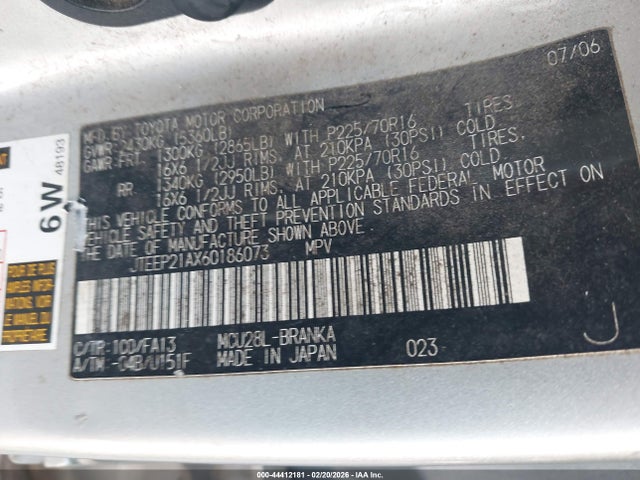 07/06
MFD.BY: TOYOTA MOTOR CORPORATION
GVWR 2430KG (5360LB) TIRES,
GAWR FRT. 1300KG (2865LB) WITH P225/70R16
16X6 1/2JJ RIMS, AT 210KPA (30PSI) COLD
RR 1340KG (2950LB) WITH P225/70R16 TIRES,
16X6 1/2JJ RIMS, AT 210KPA (30PSI) COLD.
THIS VEHICLE CONFORMS TO ALL APPLICABLE FEDERAL MOTOR
VEHICLE SAFETY AND THEFT PREVENTION STANDARDS IN EFFECT ON
THE DATE OF MANUFACTURE SHOWN ABOVE.
JTEEP21AX60186073 MPV
C/TR:1C0/FA13 MCU28L-BRANKA
A/TM -04B/U151F MADE IN JAPAN 023 J
6W 48193
000-44412181 - 02/20/2026 - IAA Inc.